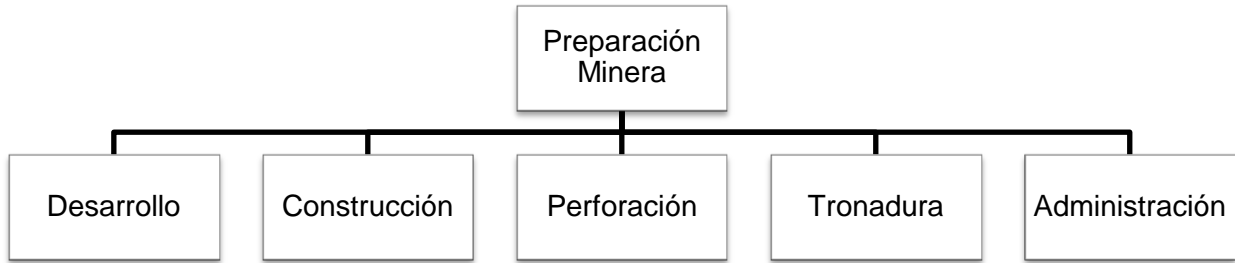 Preparación
Minera
Desarrollo
Construcción
Perforación
Tronadura
Administración